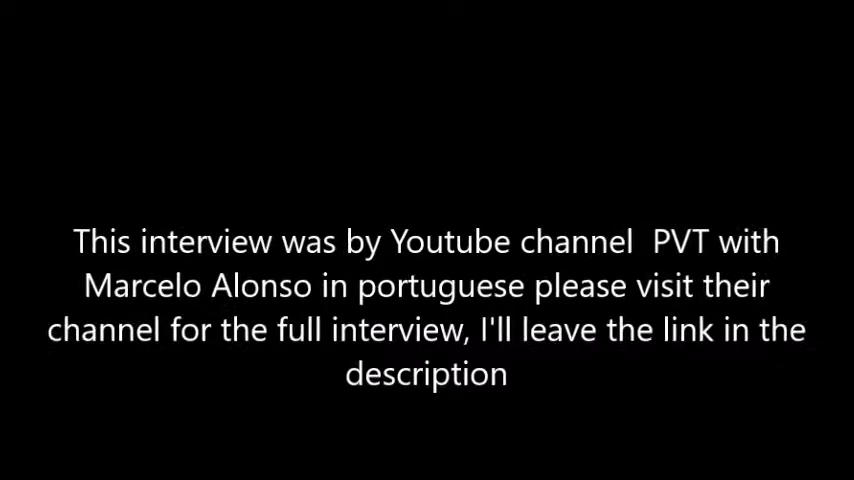 This interview was by Youtube channel  PVT with
Marcelo Alonso in portuguese please visit their
channel for the full interview, I'll leave the link in the
description